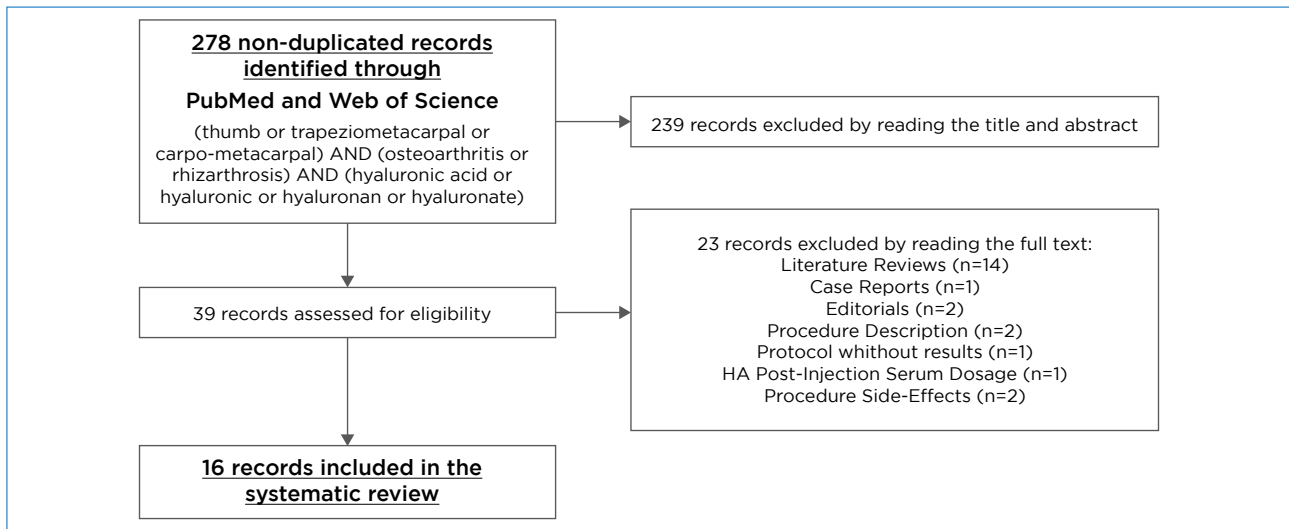 278 non-duplicated records
identified through
PubMed and Web of Science
(thumb or trapeziometacarpal or
carpo-metacarpal) AND (osteoarthritis or
rhizarthrosis) AND (hyaluronic acid or
hyaluronic or hyaluronan or hyaluronate)
239 records excluded by reading the title and abstract
39 records assessed for eligibility
23 records excluded by reading the full text:
Literature Reviews (n=14)
Case Reports (n=1)
Editorials (n=2)
Procedure Description (n=2)
Protocol whithout results (n=1)
HA Post-Injection Serum Dosage (n=1)
Procedure Side-Effects (n=2)
16 records included in the
systematic review